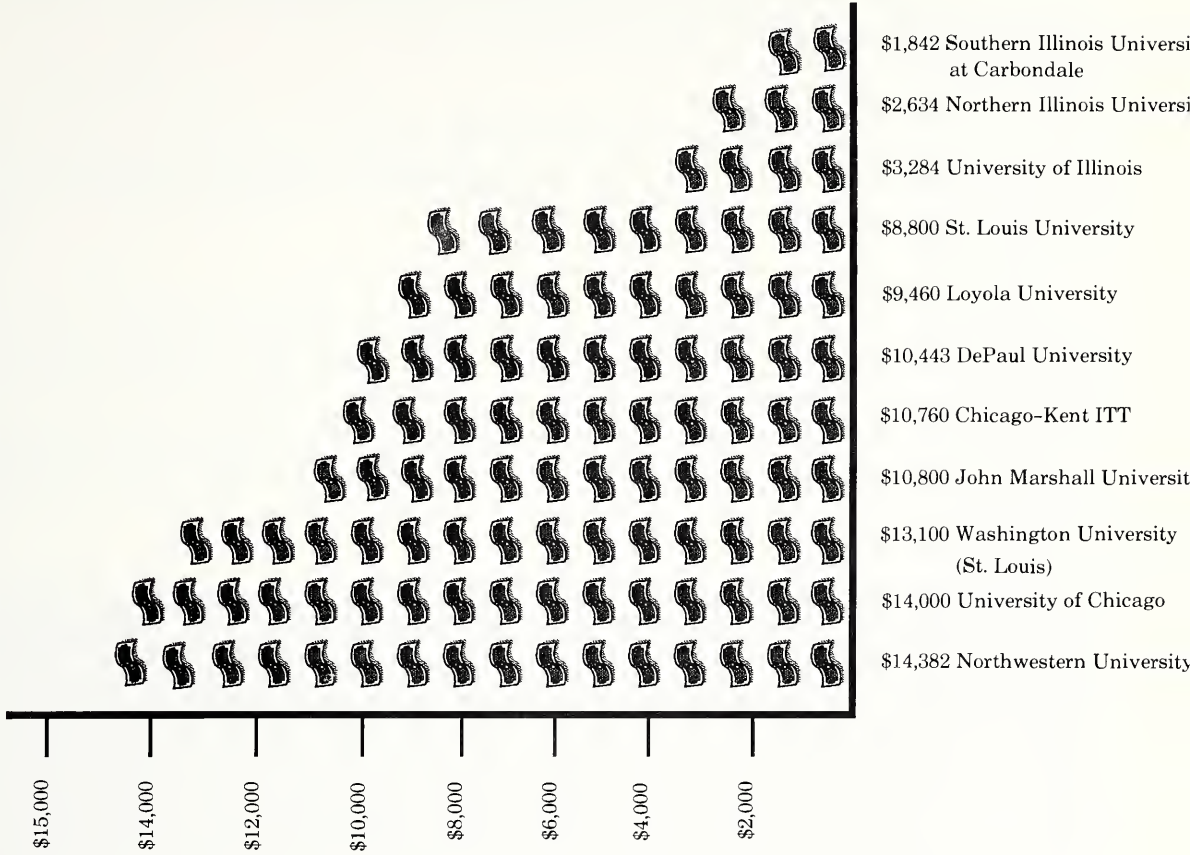 $1,842 Southern Illinois Universi
at Carbondale
$2,634 Northern Illinois Universi
$3,284 University of Illinois
$8,800 St. Louis University
$9,460 Loyola University
$10,443 DePaul University
$10,760 Chicago-Kent ITT
$10,800 John Marshall Universit
$13,100 Washington University
(St. Louis)
$14,000 University of Chicago
$14,382 Northwestern University
$15,000
$14,000
$12,000
$10,000
$8,000
$6,000
$4,000
$2,000